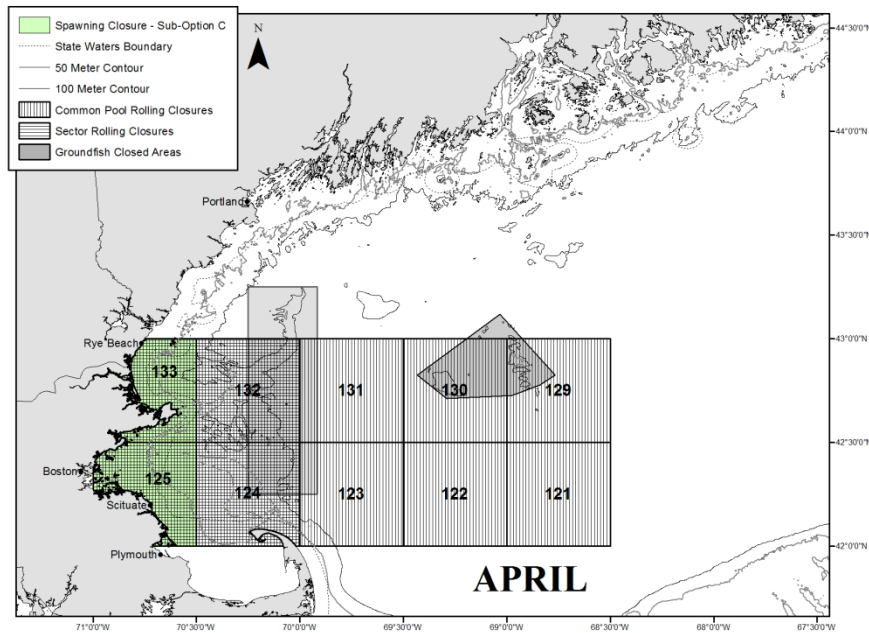 Spawning Closure - Sub-Option C
State Waters Boundary
50 Meter Contour
100 Meter Contour
Common Pool Rolling Closures
Sector Rolling Closures
Groundfish Closed Areas
N
44°30'0"N
44°0'0"N
Portland
43°30'0"N
Rye Beach
43°0'0"N
133
132
131
130
129
42°30'0"N
Boston
125
124
123
122
121
Scituate
Plymouth
42°0'0"N
APRIL
71°0'0"W
70°30'0"W
70°0'0"W
69°30'0"W
69°0'0"W
68°30'0"W
68°0'0"W
67°30'0"W